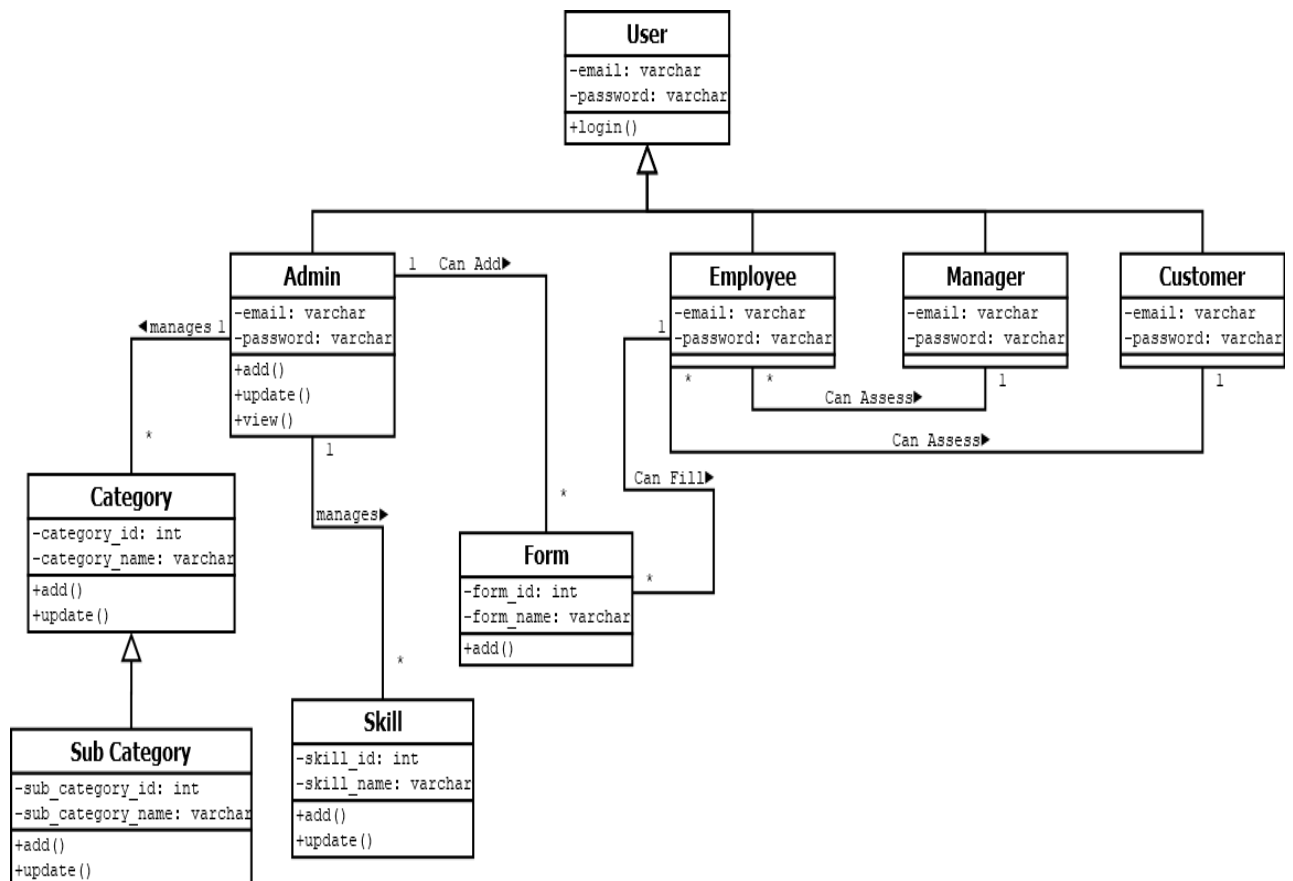 User
-email: varchar
-password: varchar
+login()
Admin
-email: varchar
-password: varchar
+add()
+update()
+view()
1 Can Add▶
Employee
-email: varchar
-password: varchar
Manager
-email: varchar
-password: varchar
Customer
-email: varchar
-password: varchar
◀manages 1
*
1
manages▶
*
*
1
Can Fill▶
*
* *
Can Assess▶
1
Can Assess▶
1
Category
-category_id: int
-category_name: varchar
+add()
+update()
Form
-form_id: int
-form_name: varchar
+add()
Sub Category
-sub_category_id: int
-sub_category_name: varchar
+add()
+update()
Skill
-skill_id: int
-skill_name: varchar
+add()
+update()